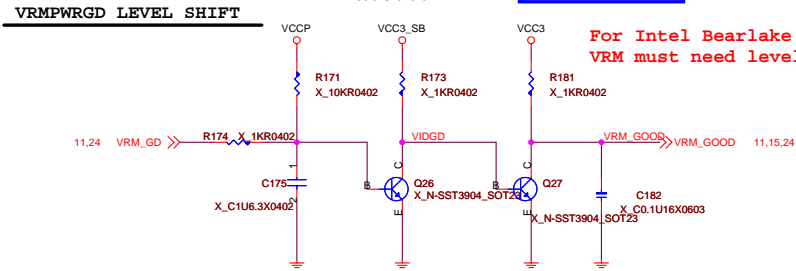 VRMPWRGD LEVEL SHIFT
For Intel Bearlake
VRM must need level
VCCP
VCC3_SB
VCC3
R171
X_10KR0402
R173
X_1KR0402
R181
X_1KR0402
11,24 VRM_GD
R174 X_1KR0402
VIDGD
VRM_GOOD
VRM_GOOD 11,15,24
1
C175
2
X_C1U6.3X0402
B
C
E
Q26
X_N-SST3904_SOT23
B
C
E
Q27
X_N-SST3904_SOT23
C182
X_C0.1U16X0603